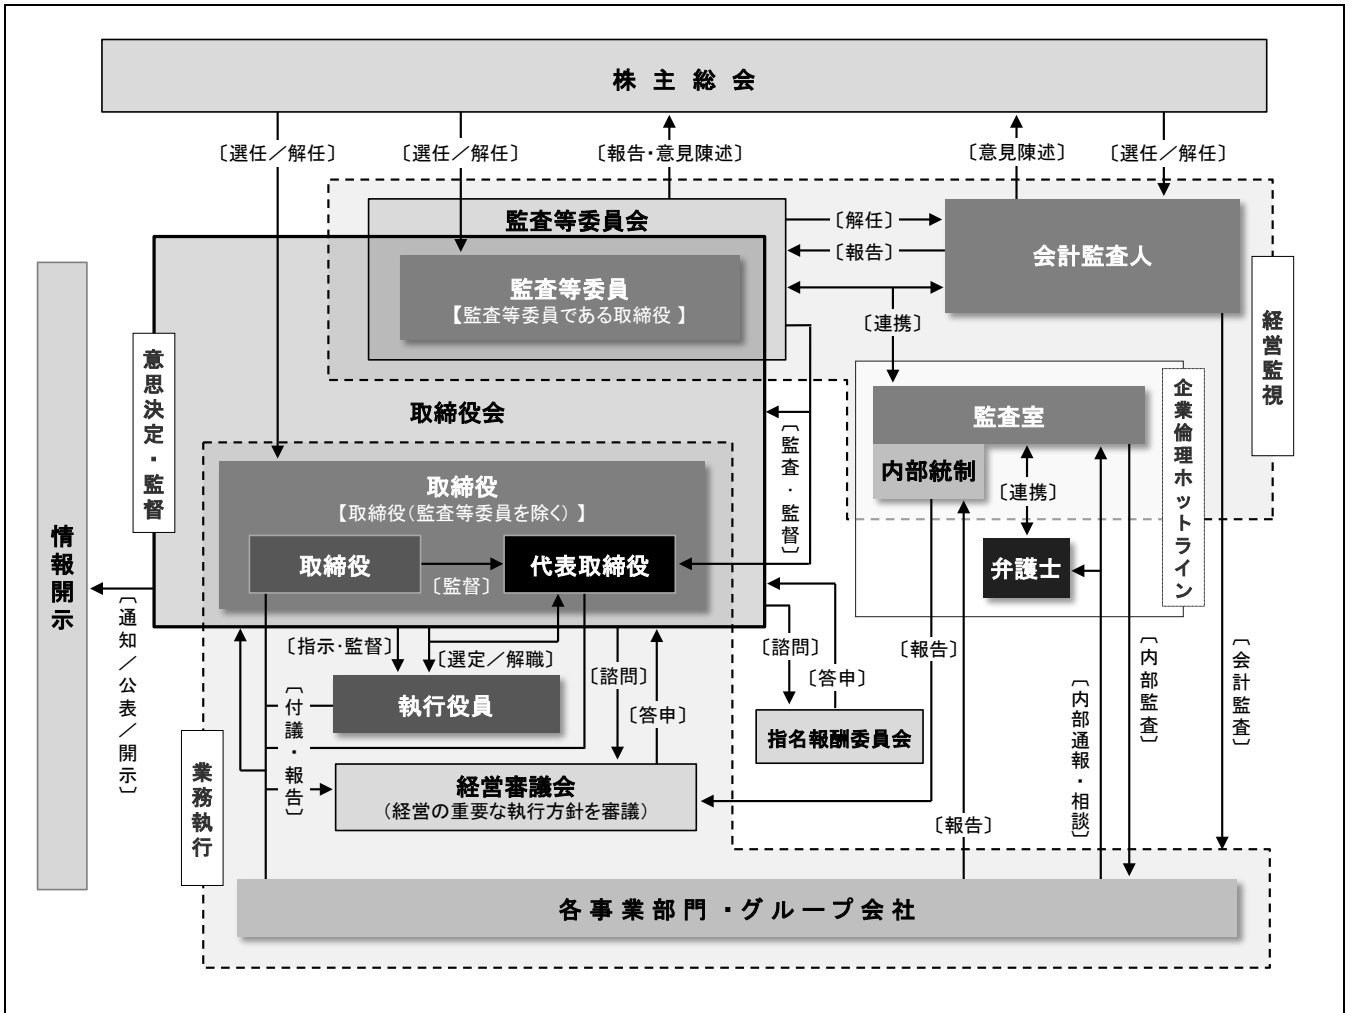 株主総会
〔選任／解任〕
〔選任／解任〕
〔報告・意見陳述〕
〔意見陳述〕
〔選任／解任〕
監査等委員会
監査等委員
【監査等委員である取締役 】
〔解任〕
〔報告〕
〔連携〕
会計監査人
経営監視
意思決定・監督
取締役会
〔監査・監督〕
監査室
内部統制
〔連携〕
弁護士
企業倫理ホットライン
取締役
【取締役（監査等委員を除く） 】
取締役
〔監督〕
代表取締役
情報開示
〔通知／公表／開示〕
〔指示・監督〕
〔選定／解職〕
〔諮問〕
〔答申〕
〔諮問〕
〔答申〕
〔報告〕
執行役員
〔付議・報告〕
指名報酬委員会
業務執行
経営審議会
（経営の重要な執行方針を審議）
〔報告〕
〔内部通報・相談〕
〔内部監査〕
〔会計監査〕
各事業部門・グループ会社